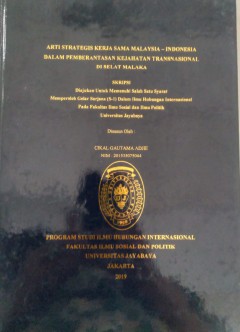 ARTI STRATEGIS KERJA SAMA MALAYSIA – INDONESIA
DALAM PEMBERANTASAN KEJAHATAN TRANSNASIONAL
DI SELAT MALAKA
SKRIPSI
Diajukan Untuk Memenuhi Salah Satu Syarat
Memperoleh Gelar Sarjana (S-1) Dalam Ilmu Hubungan Internasional
Pada Fakultas Ilmu Sosial dan Ilmu Politik
Universitas Jayabaya
Disusun Oleh :
GAUTAMA
NIM :
PROGRAM STUDI ILMU HUBUNGAN INTERNASIONAL
FAKULTAS ILMU SOSIAL DAN POLITIK
UNIVERSITAS JAYABAYA
JAKARTA
2019